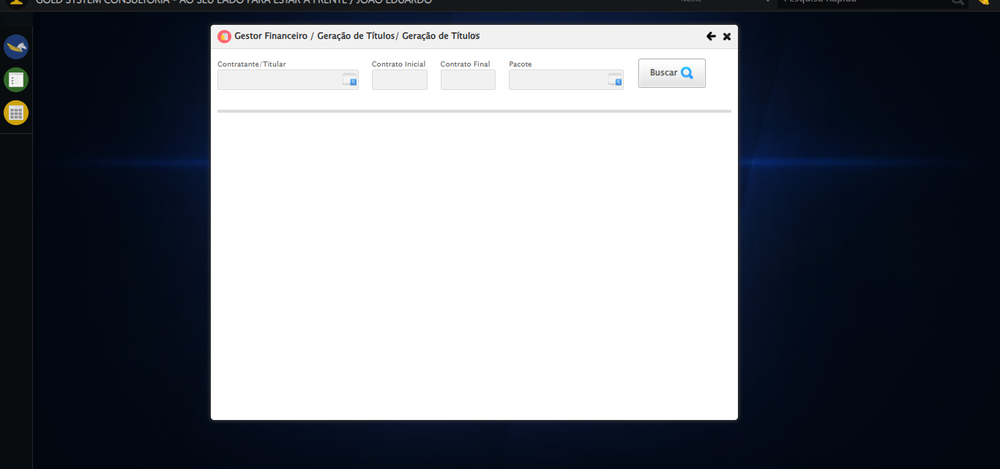 GOLD SYSTEM CONSULTORIA - AO SEU LADO PARA ESTAR À FRENTE / JOÃO EDUARDO
Nome
Pesquisa Rápida
Gestor Financeiro / Geração de Títulos/ Geração de Títulos
Contratante/Titular
Contrato Inicial
Contrato Final
Pacote
Buscar